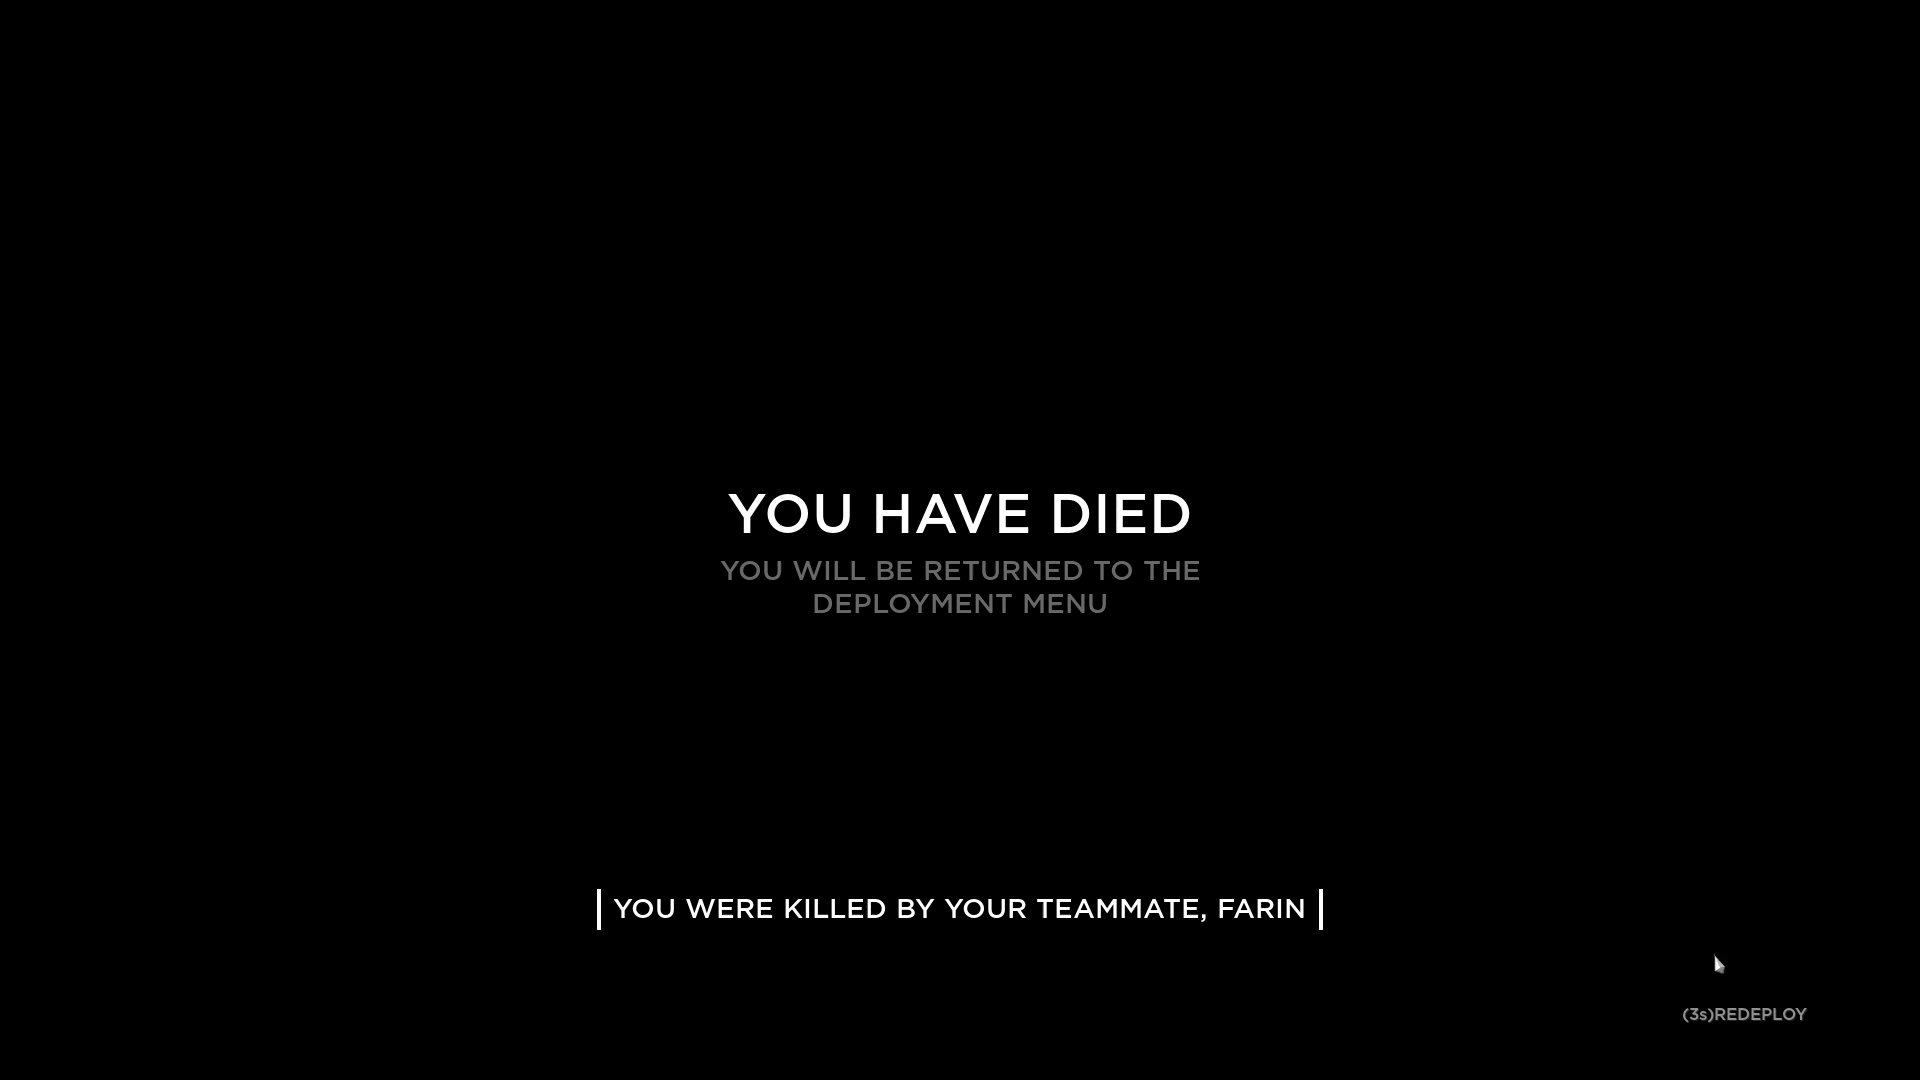 YOU HAVE DIED
YOU WILL BE RETURNED TO THE
DEPLOYMENT MENU
YOU WERE KILLED BY YOUR TEAMMATE, FARIN
(3s)REDEPLOY